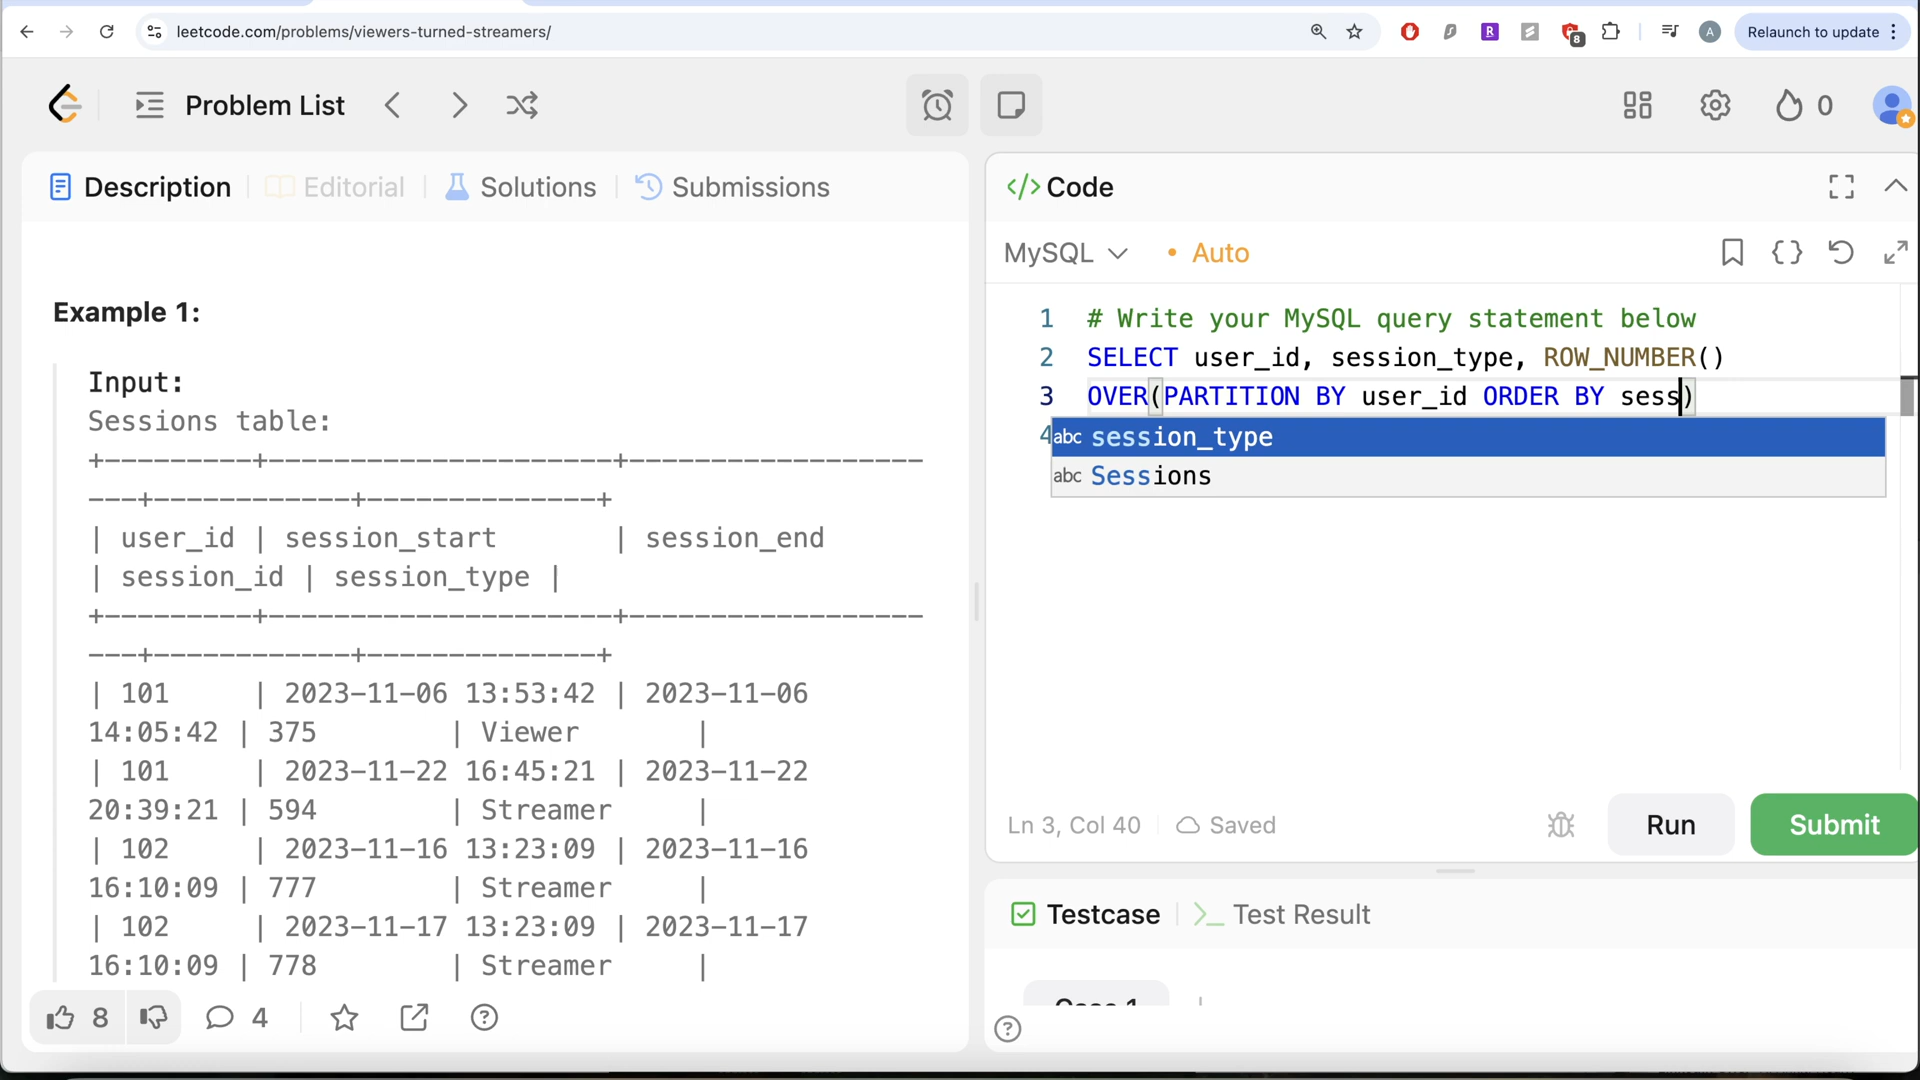 leetcode.com/problems/viewers-turned-streamers/
R
8
A
Relaunch to update
Problem List
0
Description
Editorial
Solutions
Submissions
</> Code
MySQL
• Auto
Example 1:
Input:
Sessions table:
+---------+---------------------+------------------
---+------------+--------------+
| user_id | session_start       | session_end
| session_id | session_type |
+---------+---------------------+------------------
---+------------+--------------+
| 101     | 2023-11-06 13:53:42 | 2023-11-06
14:05:42 | 375        | Viewer       |
| 101     | 2023-11-22 16:45:21 | 2023-11-22
20:39:21 | 594        | Streamer     |
| 102     | 2023-11-16 13:23:09 | 2023-11-16
16:10:09 | 777        | Streamer     |
| 102     | 2023-11-17 13:23:09 | 2023-11-17
16:10:09 | 778        | Streamer     |
8
4
1 # Write your MySQL query statement below
2 SELECT user_id, session_type, ROW_NUMBER()
3 OVER(PARTITION BY user_id ORDER BY sess)
4
abc session_type
abc Sessions
Ln 3, Col 40
Saved
Run
Submit
Testcase
>_ Test Result
Case 1